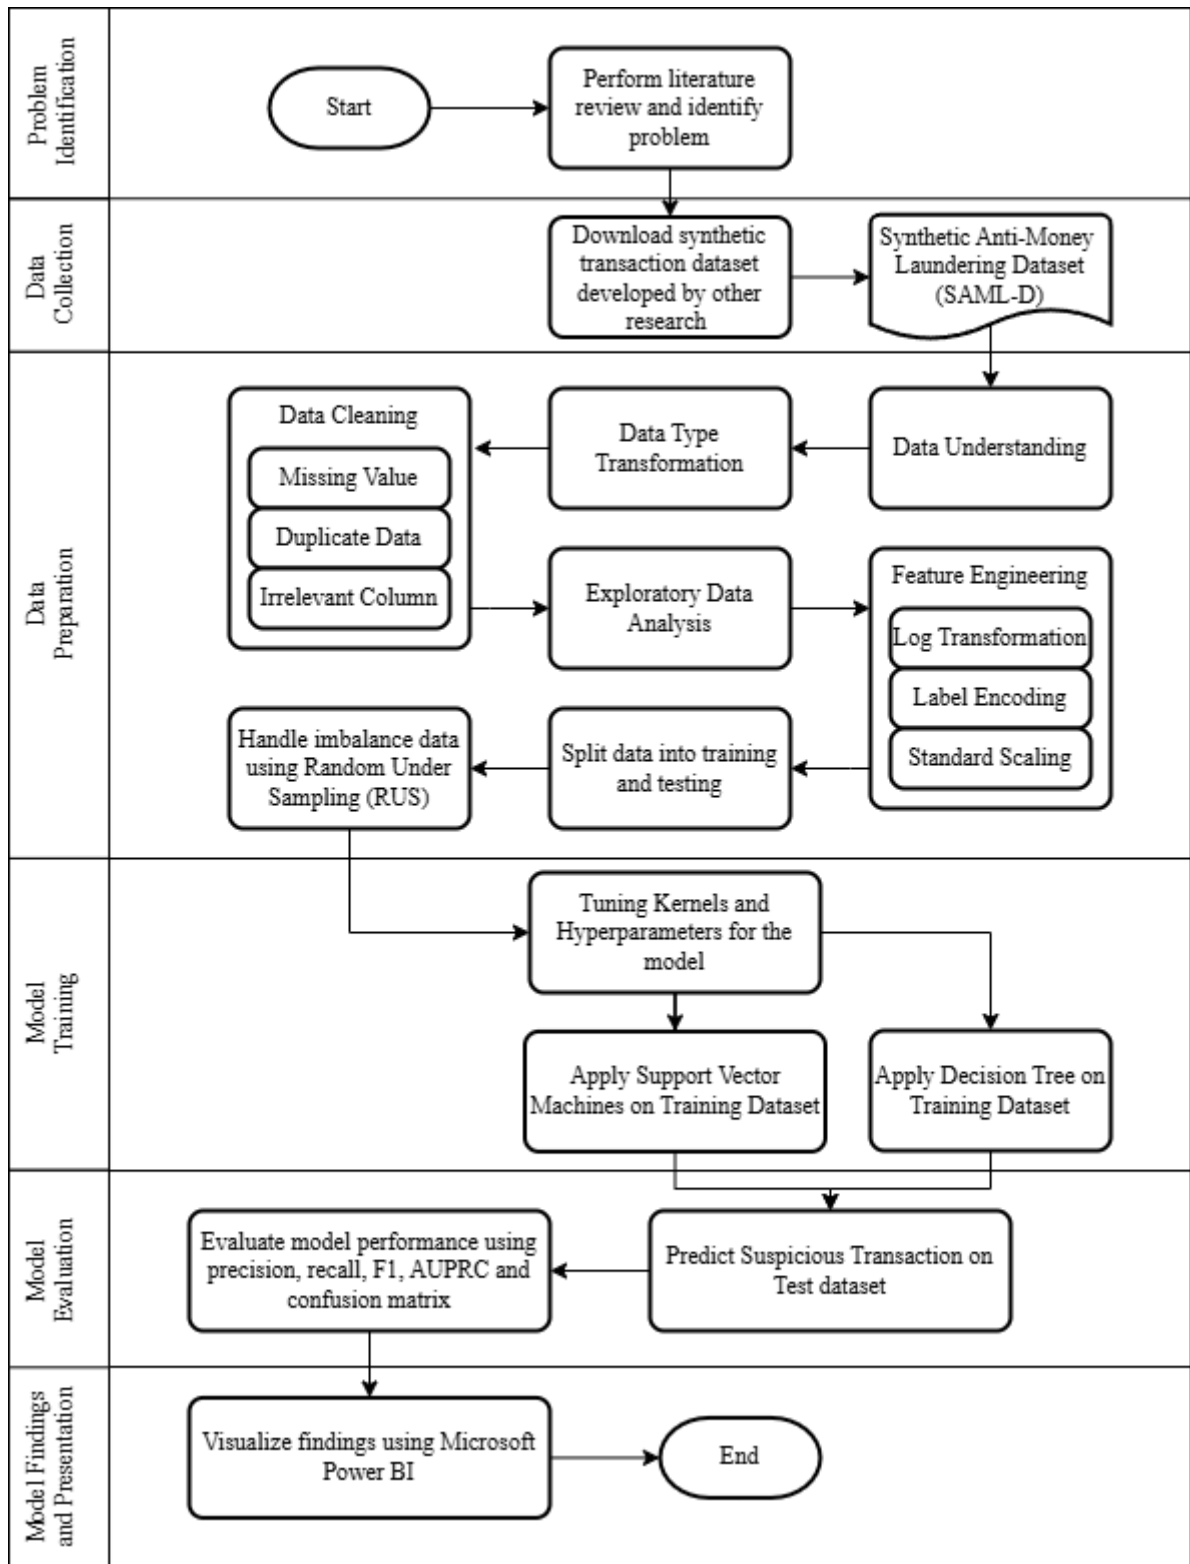 Problem
Identification
Start
Perform literature
review and identify
problem
Data
Collection
Download synthetic
transaction dataset
developed by other
research
Synthetic Anti-Money
Laundering Dataset
(SAML-D)
Data
Preparation
Data Understanding
Data Type
Transformation
Data Cleaning
Missing Value
Duplicate Data
Irrelevant Column
Exploratory Data
Analysis
Feature Engineering
Log Transformation
Label Encoding
Standard Scaling
Split data into training
and testing
Handle imbalance data
using Random Under
Sampling (RUS)
Model
Training
Tuning Kernels and
Hyperparameters for the
model
Apply Support Vector
Machines on Training Dataset
Apply Decision Tree on
Training Dataset
Model
Evaluation
Predict Suspicious Transaction on
Test dataset
Evaluate model performance using
precision, recall, F1, AUPRC and
confusion matrix
Model Findings
and Presentation
Visualize findings using Microsoft
Power BI
End